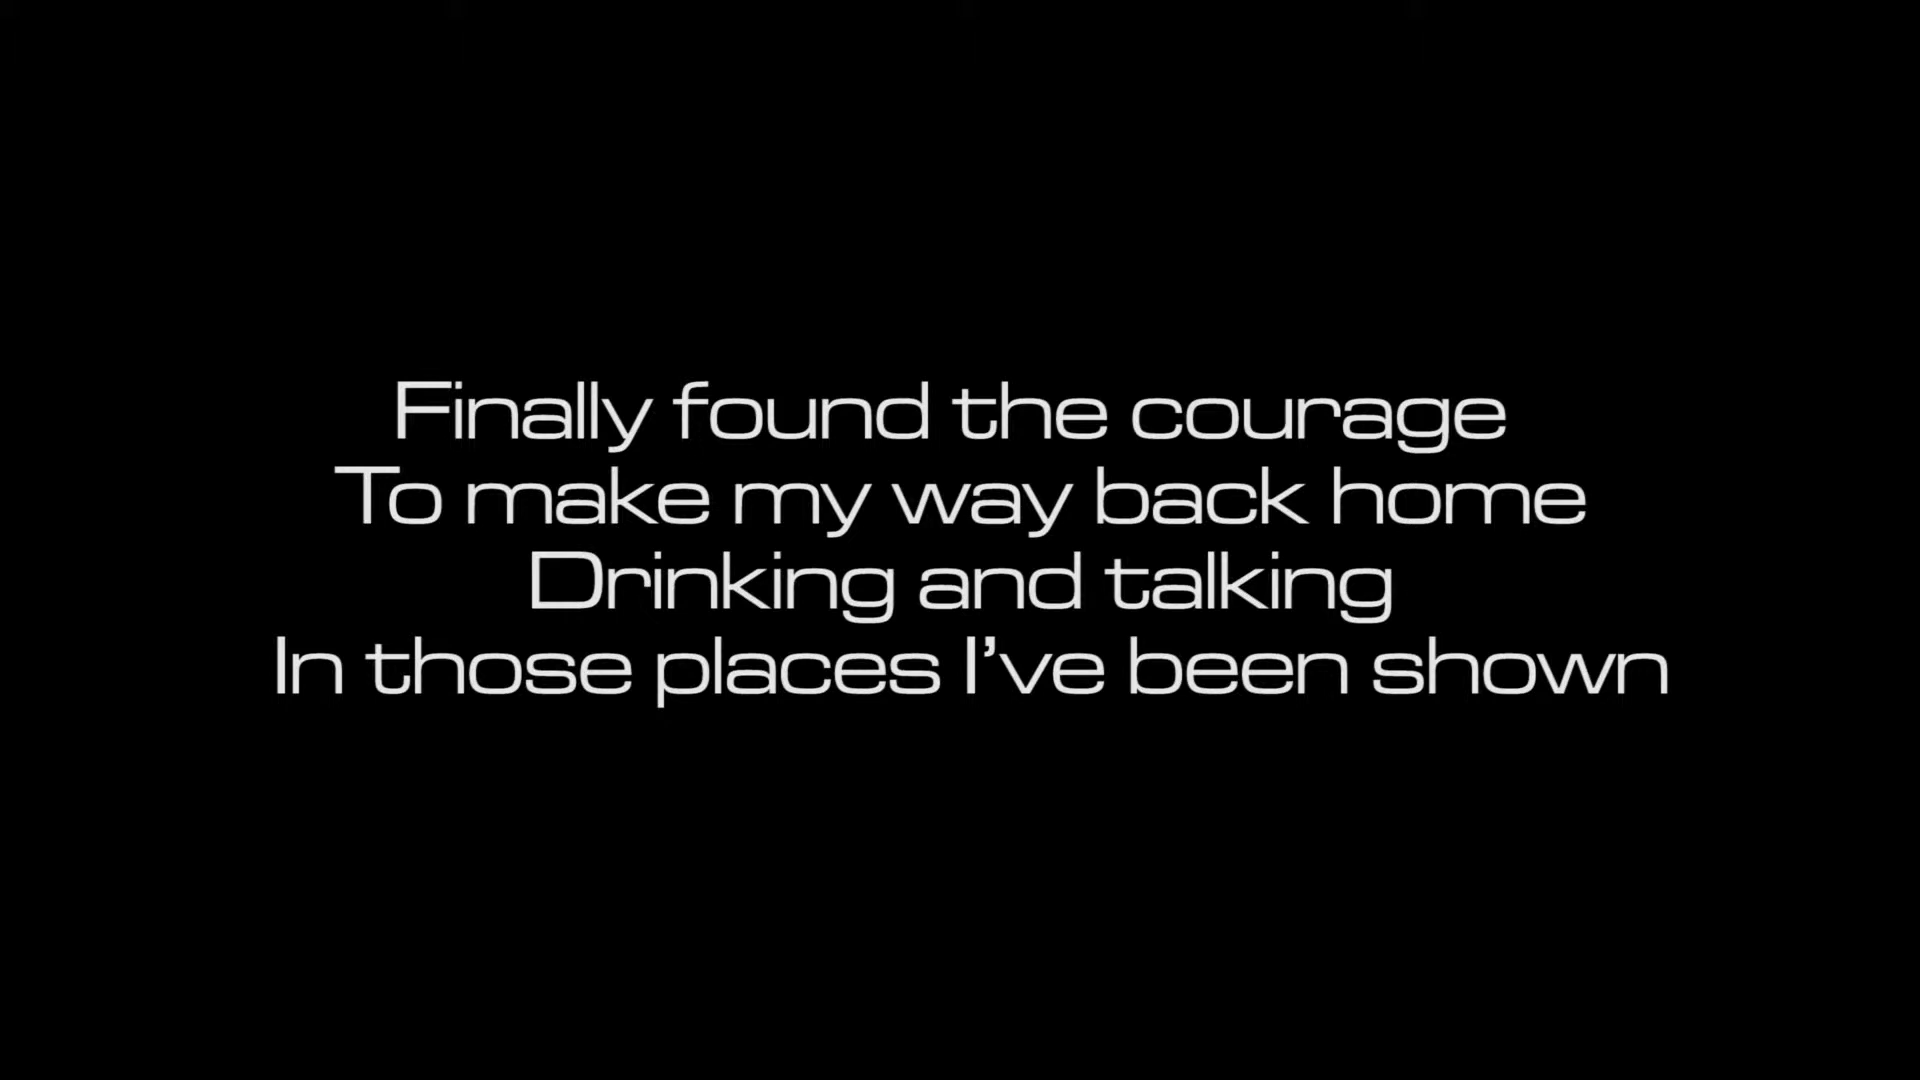 Finally found the courage
To make my way back home
Drinking and talking
In those places I’ve been shown